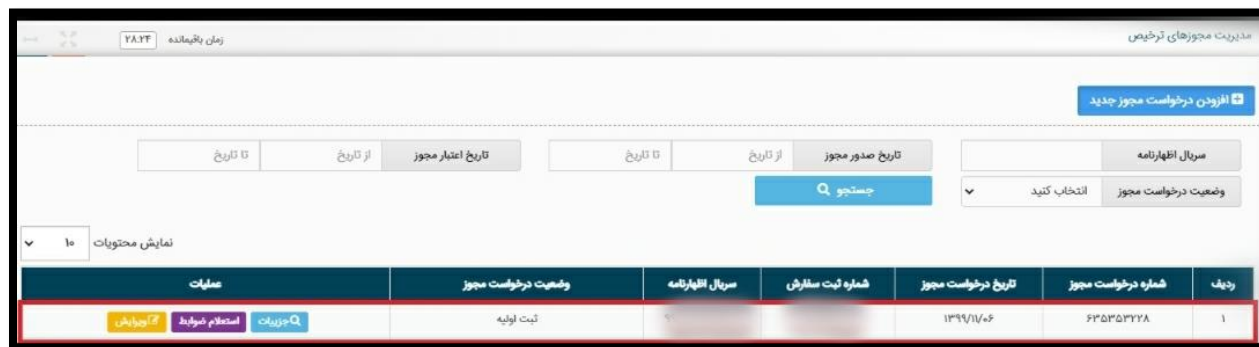 مدیریت مجوزهای ترخیص
زمان باقیمانده ۲۸:۲۴
افزودن درخواست مجوز جدید
سریال اظهارنامه تاریخ صدور مجوز از تاریخ تا تاریخ تاریخ اعتبار مجوز از تاریخ تا تاریخ
وضعیت درخواست مجوز انتخاب کنید جستجو
نمایش محتویات ۱۰
ردیف شماره درخواست مجوز تاریخ درخواست مجوز شماره ثبت سفارش سریال اظهارنامه وضعیت درخواست مجوز عملیات
۱ ۶۳۵۳۵۳۲۲۸ ۱۳۹۹/۱۱/۰۶ ثبت اولیه جزییات استعلام ضوابط ویرایش